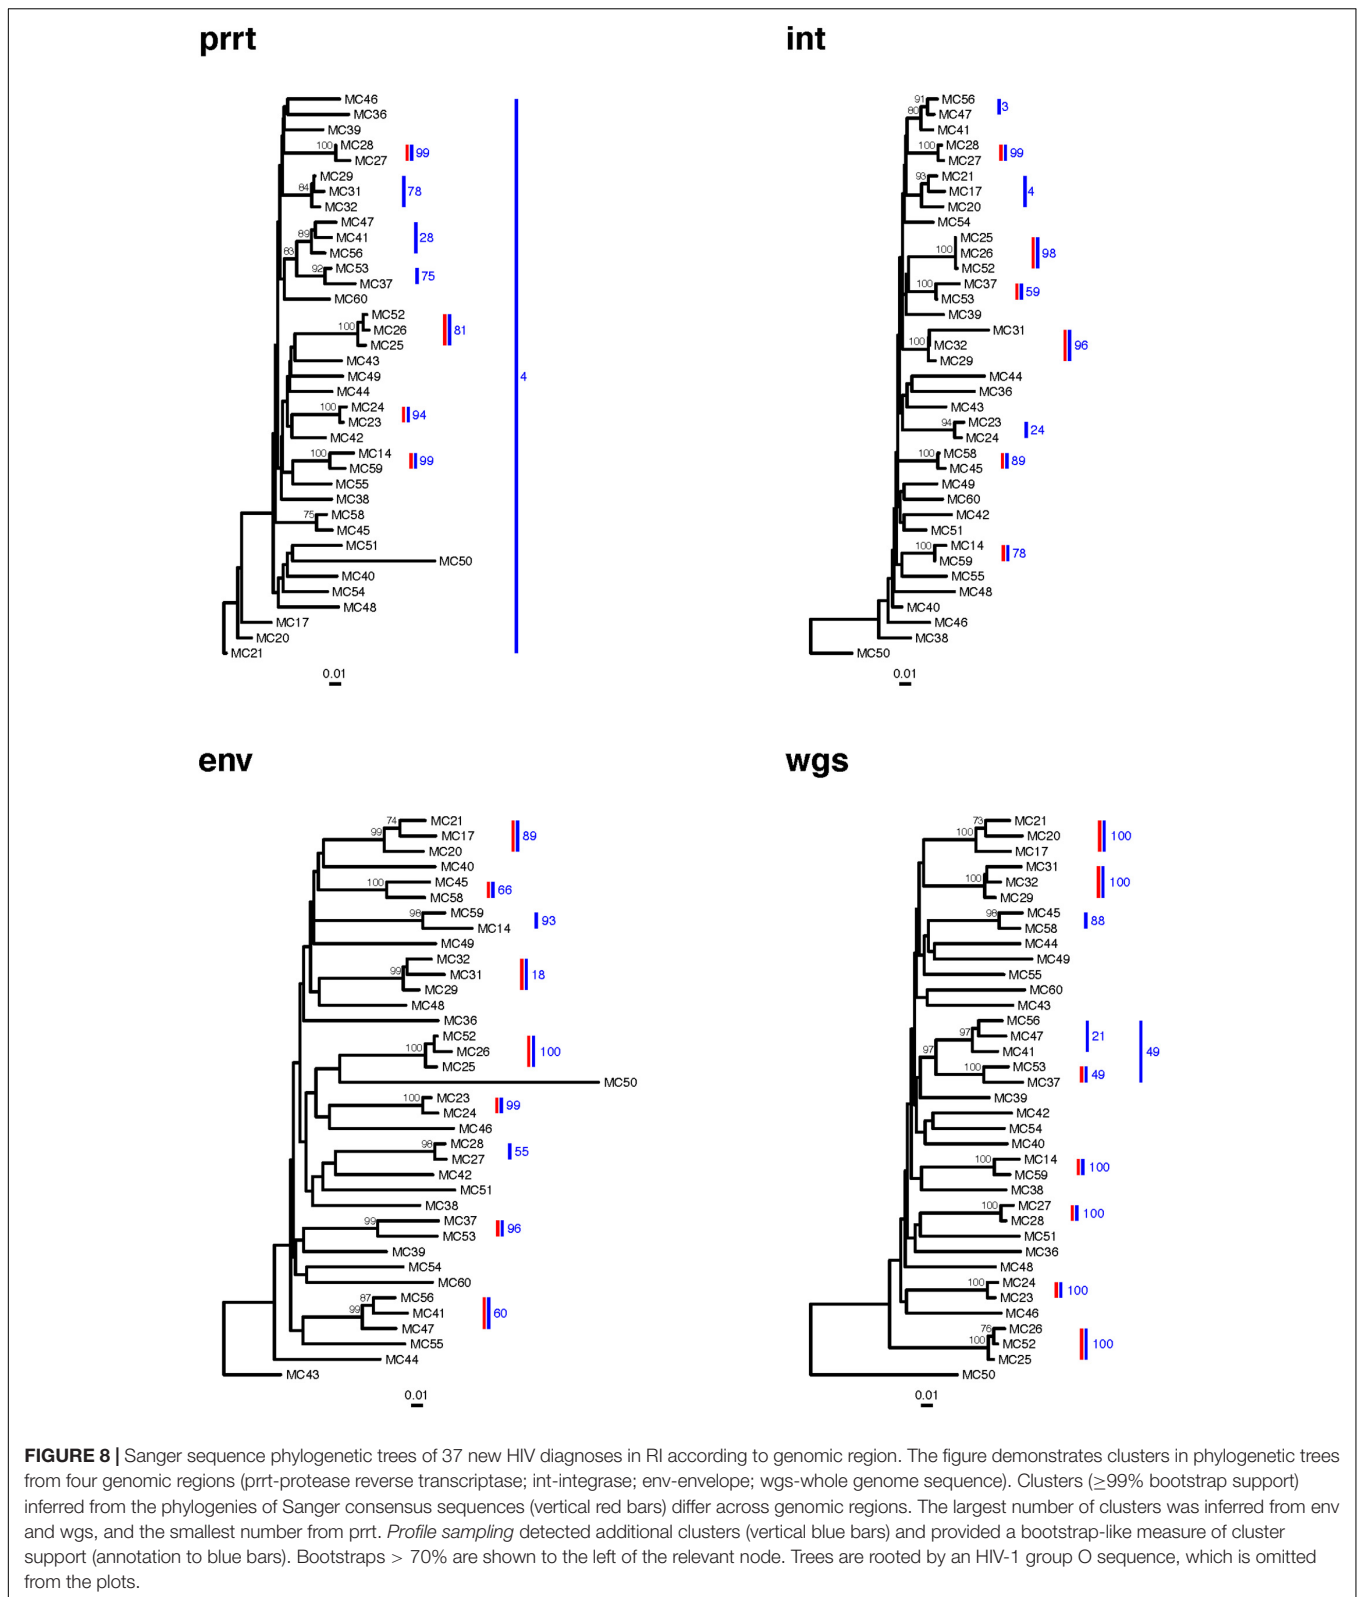 prrt
MC46
MC36
MC39
100
MC28
MC27
99
MC29
84
MC31
78
MC32
MC47
89
MC41
28
83
MC56
92
MC53
75
MC37
MC60
MC52
100
MC26
81
MC25
MC43
MC49
4
MC44
100
MC24
94
MC23
MC42
100
MC14
99
MC59
MC55
MC38
75
MC58
MC45
MC51
MC50
MC40
MC54
MC48
MC17
MC20
MC21
0.01
int
91
MC56
3
80
MC47
MC41
100
MC28
99
MC27
93
MC21
MC17
4
MC20
MC54
MC25
100
MC26
98
MC52
100
MC37
59
MC53
MC39
MC31
100
MC32
96
MC29
MC44
MC36
MC43
94
MC23
24
MC24
100
MC58
89
MC45
MC49
MC60
MC42
MC51
100
MC14
78
MC59
MC55
MC48
MC40
MC46
MC38
MC50
0.01
env
74
MC21
99
MC17
89
MC20
MC40
100
MC45
66
MC58
98
MC59
93
MC14
MC49
MC32
99
MC31
18
MC29
MC48
MC36
MC52
100
MC26
100
MC25
MC50
100
MC23
99
MC24
MC46
98
MC28
55
MC27
MC42
MC51
MC38
99
MC37
96
MC53
MC39
MC54
MC60
87
MC56
99
MC41
60
MC47
MC55
MC44
MC43
0.01
wgs
73
MC21
100
MC20
100
MC17
MC31
100
MC32
100
MC29
98
MC45
88
MC58
MC44
MC49
MC55
MC60
MC43
MC56
97
MC47
21
97
MC41
49
100
MC53
49
MC37
MC39
MC42
MC54
MC40
100
MC14
100
MC59
MC38
100
MC27
100
MC28
MC51
MC36
MC48
100
MC24
100
MC23
MC46
76
MC26
100
MC52
100
MC25
MC50
0.01
FIGURE 8 | Sanger sequence phylogenetic trees of 37 new HIV diagnoses in RI according to genomic region. The figure demonstrates clusters in phylogenetic trees
from four genomic regions (prrt-protease reverse transcriptase; int-integrase; env-envelope; wgs-whole genome sequence). Clusters (≥99% bootstrap support)
inferred from the phylogenies of Sanger consensus sequences (vertical red bars) differ across genomic regions. The largest number of clusters was inferred from env
and wgs, and the smallest number from prrt. Profile sampling detected additional clusters (vertical blue bars) and provided a bootstrap-like measure of cluster
support (annotation to blue bars). Bootstraps > 70% are shown to the left of the relevant node. Trees are rooted by an HIV-1 group O sequence, which is omitted
from the plots.